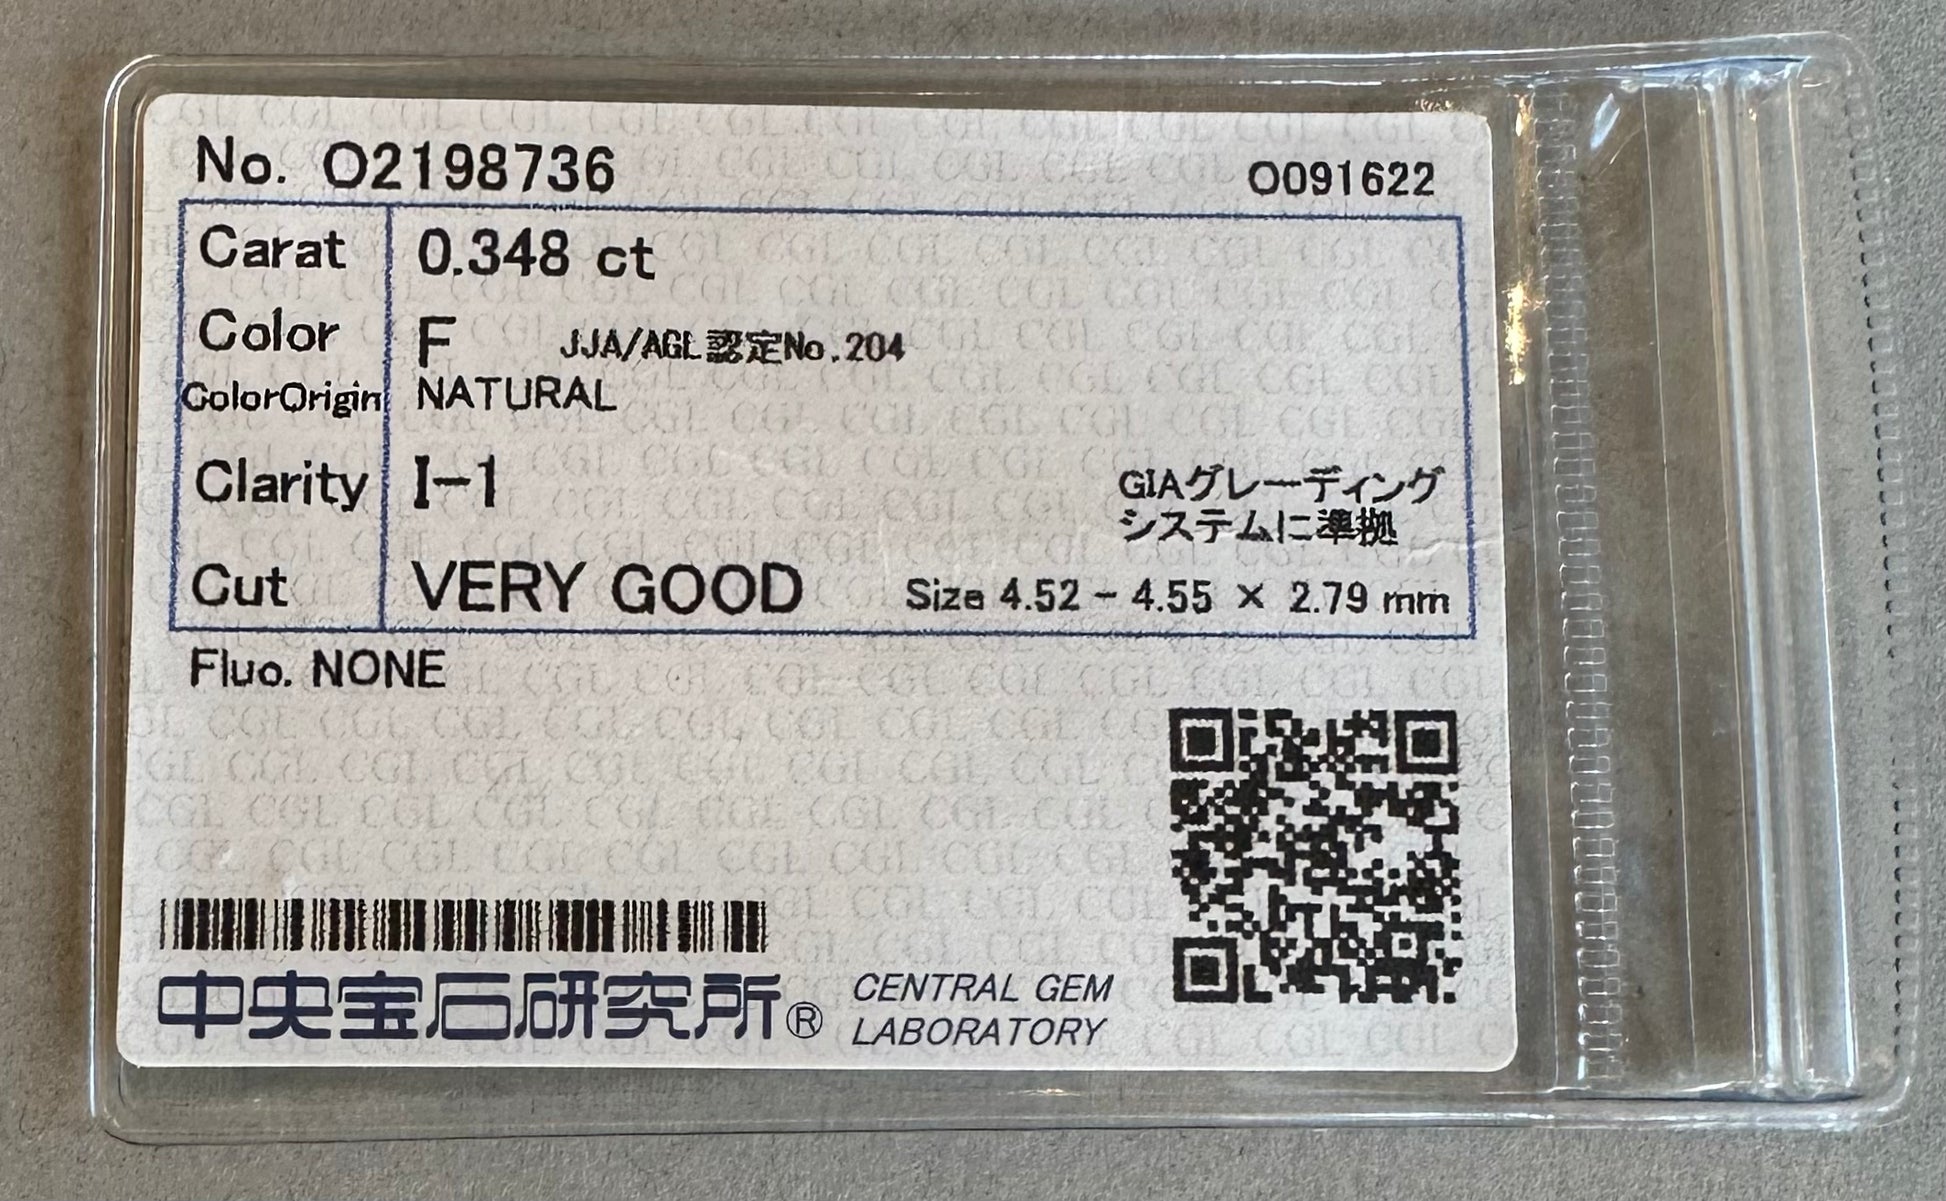 No. O2198736
O091622
Carat 0.348 ct
Color F JJA/AGL認定No.204
ColorOrigin NATURAL
Clarity I-1
GIAグレーディング
システムに準拠
Cut VERY GOOD Size 4.52 - 4.55 × 2.79 mm
Fluo. NONE
中央宝石研究所®
CENTRAL GEM
LABORATORY